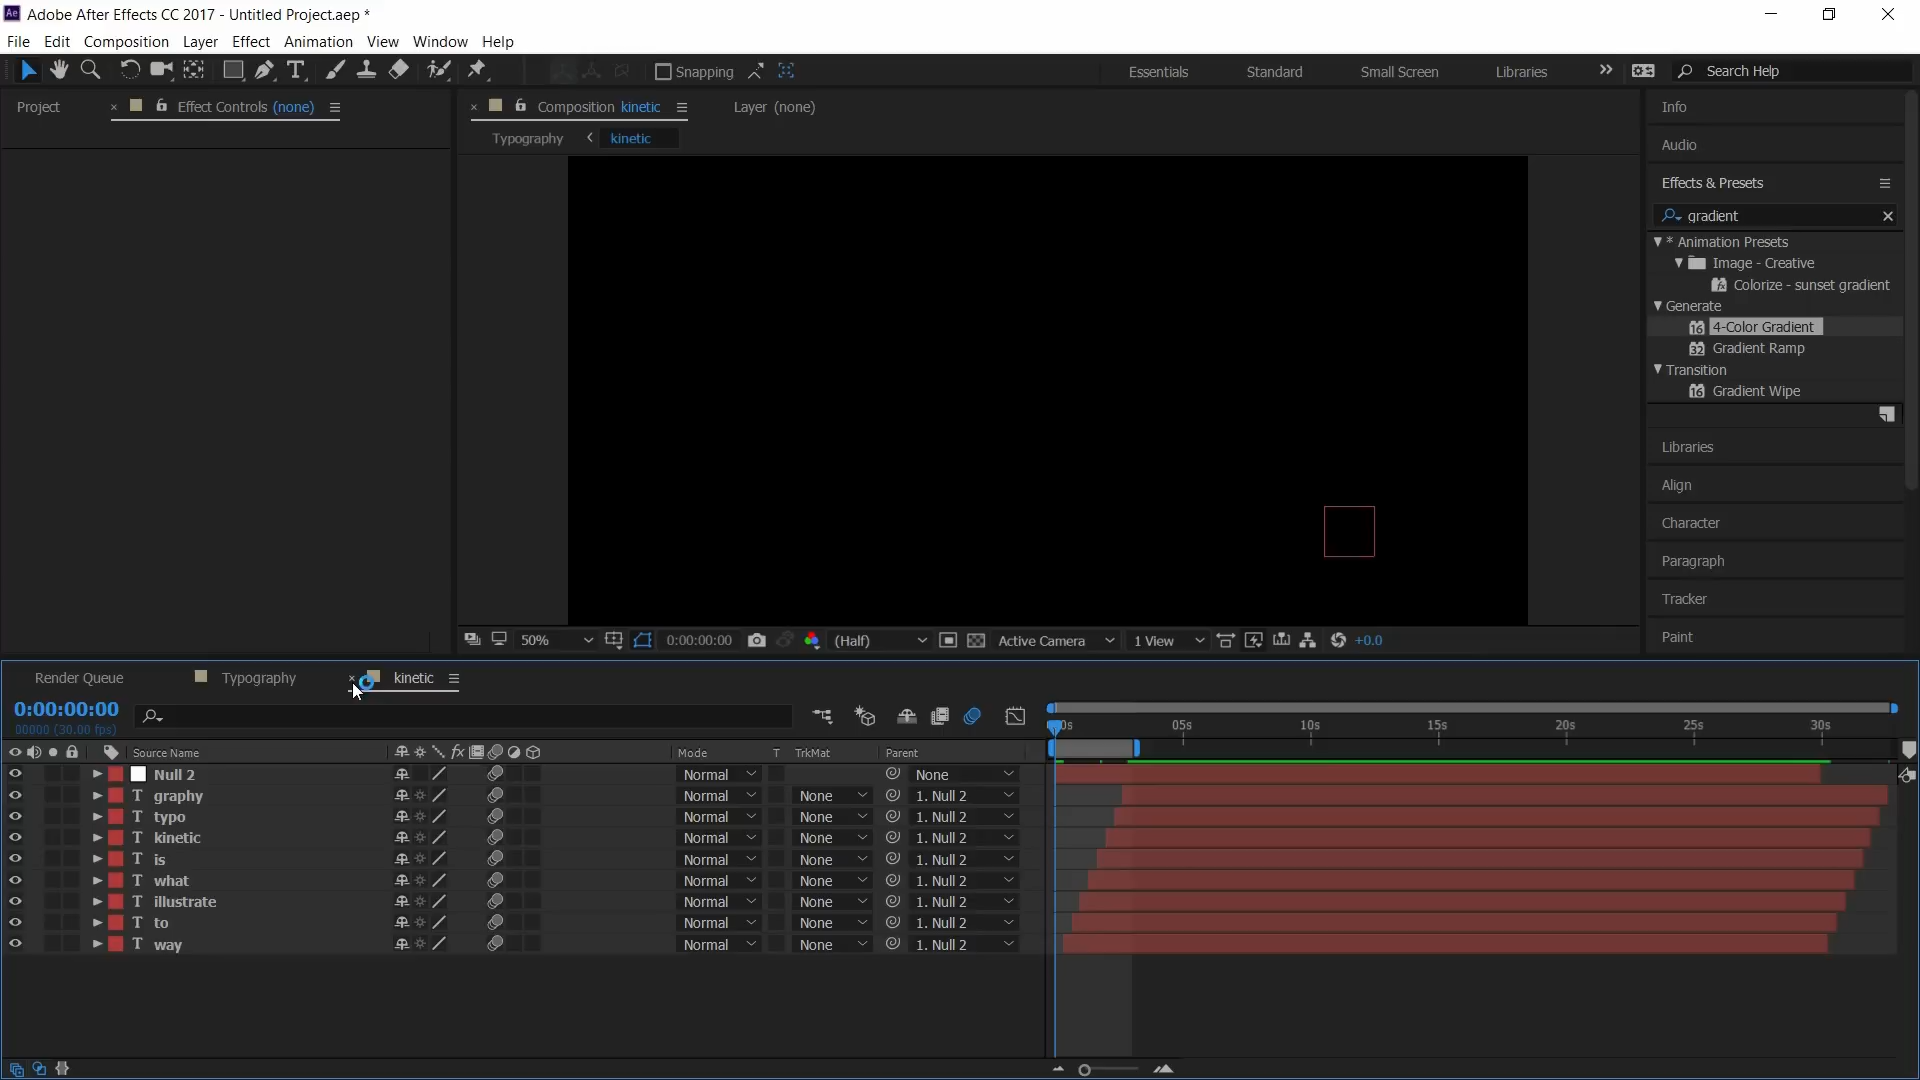 Ae Adobe After Effects CC 2017 - Untitled Project.aep *
File Edit Composition Layer Effect Animation View Window Help
Snapping Essentials Standard Small Screen Libraries Search Help
Project × Effect Controls (none) × Composition kinetic Layer (none)
Typography kinetic
Info
Audio
Effects & Presets
gradient
* Animation Presets
Image - Creative
Colorize - sunset gradient
Generate
16 4-Color Gradient
32 Gradient Ramp
Transition
16 Gradient Wipe
Libraries
Align
Character
Paragraph
Tracker
Paint
50% 0:00:00:00 (Half) Active Camera 1 View +0.0
Render Queue Typography × kinetic
0:00:00:00
00000 (30.00 fps)
05s 10s 15s 20s 25s 30s
Source Name fx Mode T TrkMat Parent
Null 2 Normal None
T graphy Normal None 1. Null 2
T typo Normal None 1. Null 2
T kinetic Normal None 1. Null 2
T is Normal None 1. Null 2
T what Normal None 1. Null 2
T illustrate Normal None 1. Null 2
T to Normal None 1. Null 2
T way Normal None 1. Null 2